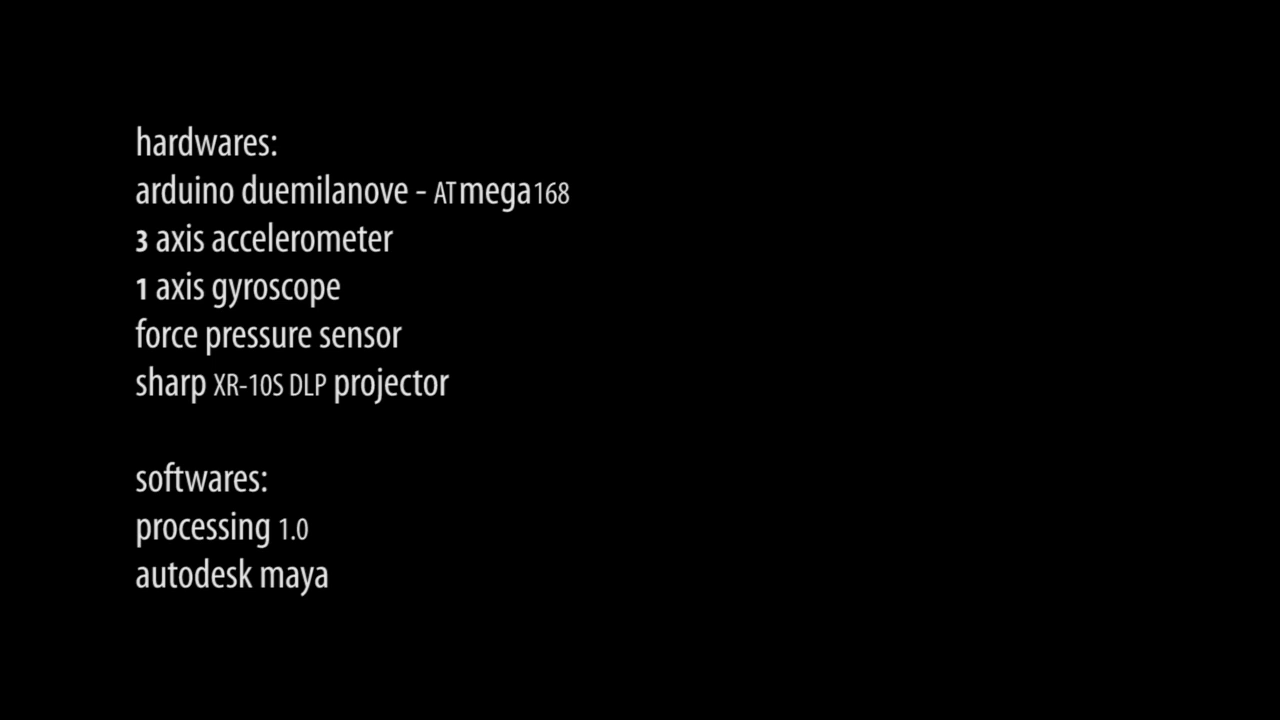 hardwares:
arduino duemilanove - ATmega168
3 axis accelerometer
1 axis gyroscope
force pressure sensor
sharp XR-10S DLP projector
softwares:
processing 1.0
autodesk maya